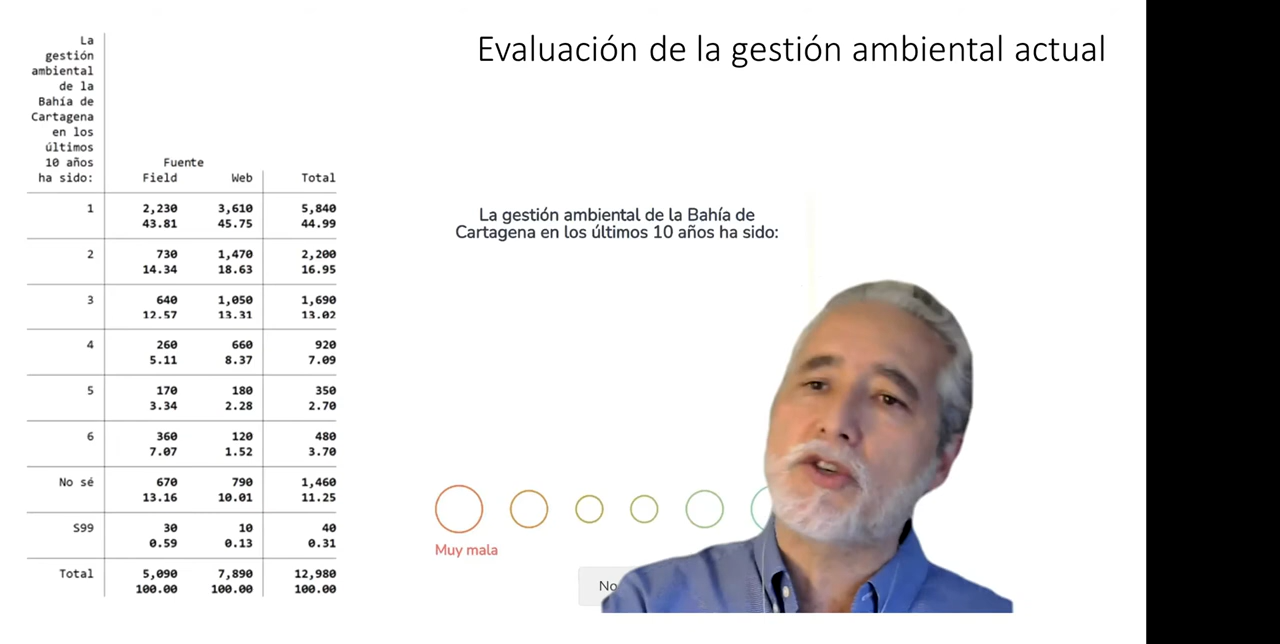 Evaluación de la gestión ambiental actual
La
gestión
ambiental
de la
Bahía de
Cartagena
en los
últimos
10 años
ha sido:
Fuente
Field Web Total
1 2,230 3,610 5,840
43.81 45.75 44.99
2 730 1,470 2,200
14.34 18.63 16.95
3 640 1,050 1,690
12.57 13.31 13.02
4 260 660 920
5.11 8.37 7.09
5 170 180 350
3.34 2.28 2.70
6 360 120 480
7.07 1.52 3.70
No sé 670 790 1,460
13.16 10.01 11.25
S99 30 10 40
0.59 0.13 0.31
Total 5,090 7,890 12,980
100.00 100.00 100.00
La gestión ambiental de la Bahía de
Cartagena en los últimos 10 años ha sido:
Muy mala
No